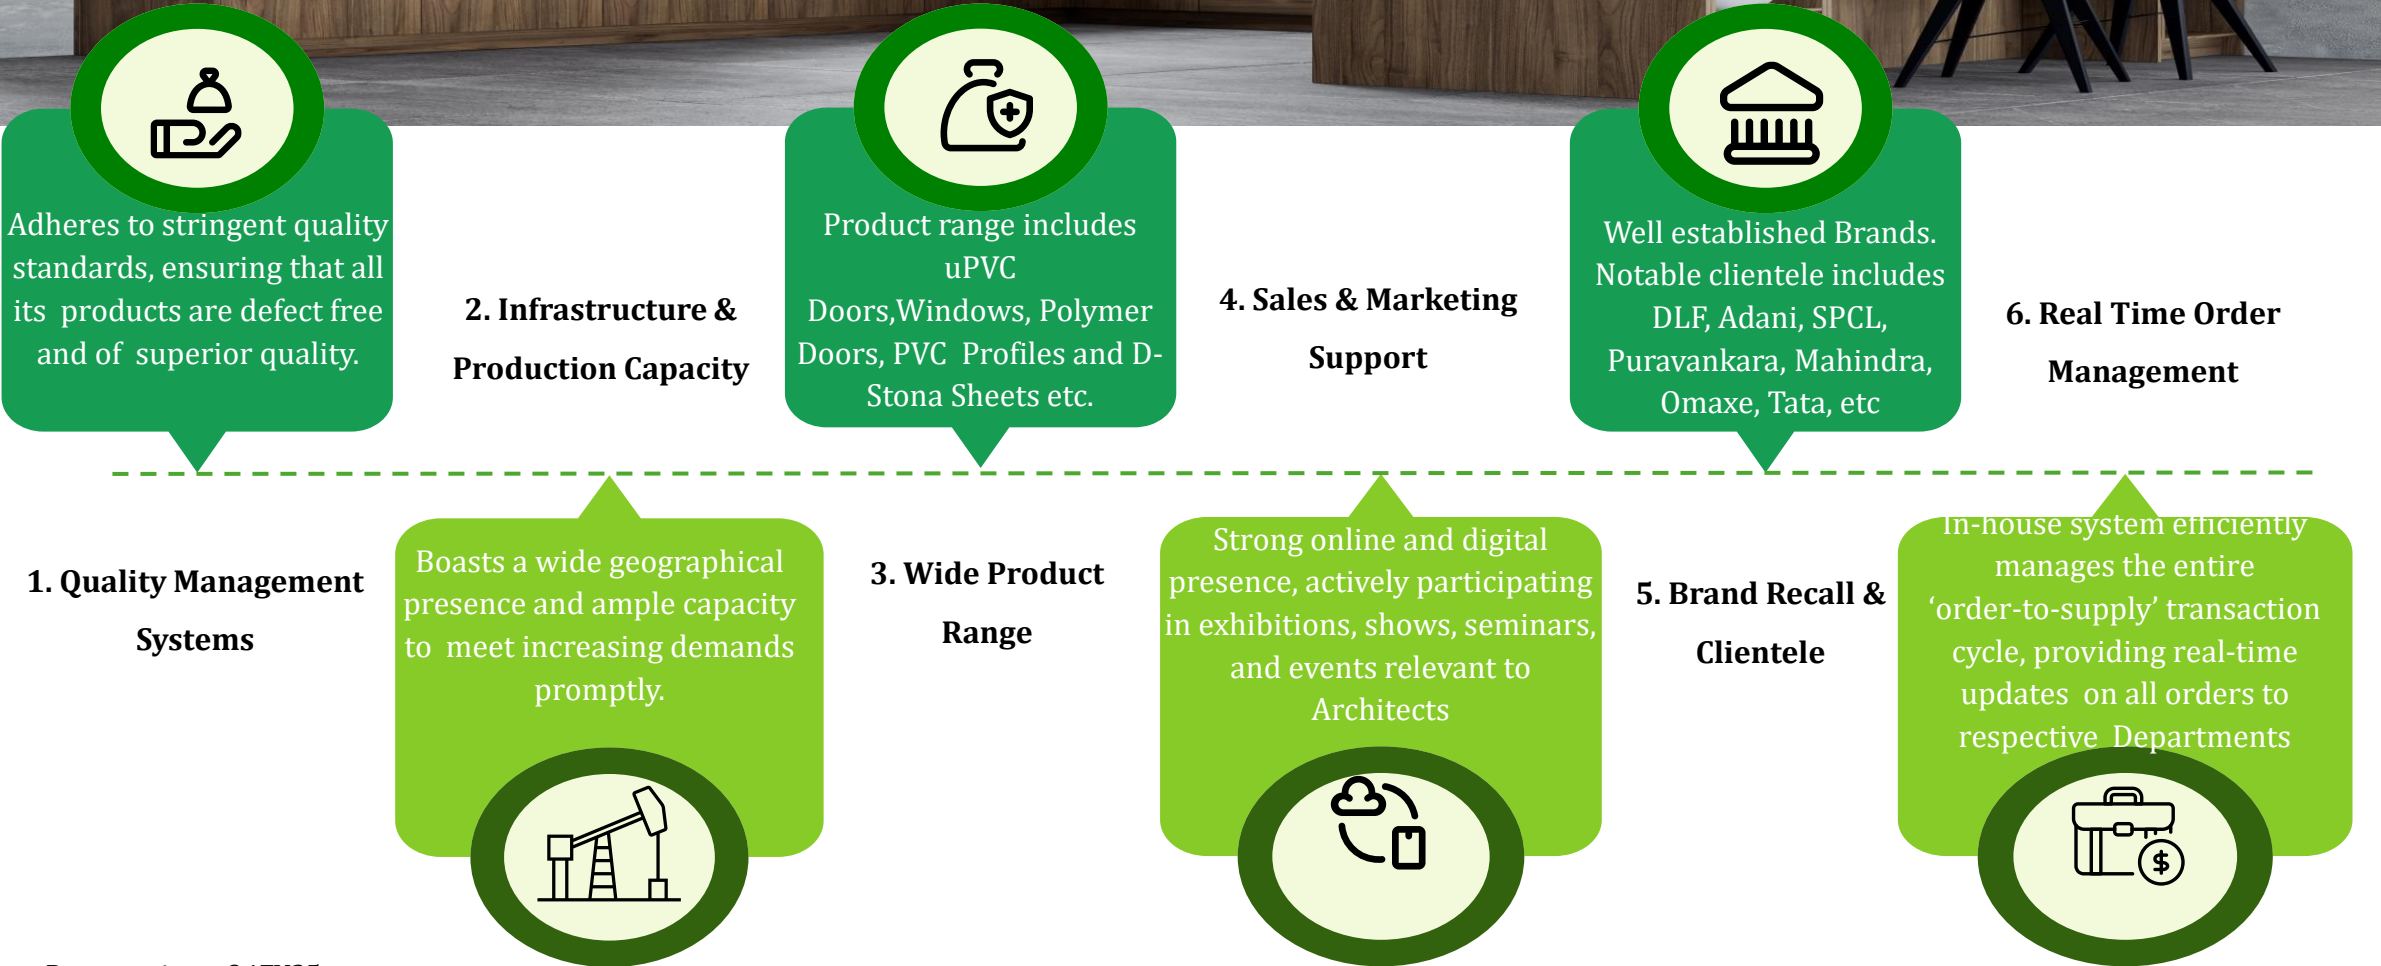 Adheres to stringent quality
standards, ensuring that all
its products are defect free
and of superior quality.
1. Quality Management
Systems
2. Infrastructure &
Production Capacity
Boasts a wide geographical
presence and ample capacity
to meet increasing demands
promptly.
Product range includes
uPVC
Doors,Windows, Polymer
Doors, PVC Profiles and D-
Stona Sheets etc.
3. Wide Product
Range
4. Sales & Marketing
Support
Strong online and digital
presence, actively participating
in exhibitions, shows, seminars,
and events relevant to
Architects
Well established Brands.
Notable clientele includes
DLF, Adani, SPCL,
Puravankara, Mahindra,
Omaxe, Tata, etc
5. Brand Recall &
Clientele
6. Real Time Order
Management
In-house system efficiently
manages the entire
‘order-to-supply’ transaction
cycle, providing real-time
updates on all orders to
respective Departments
$